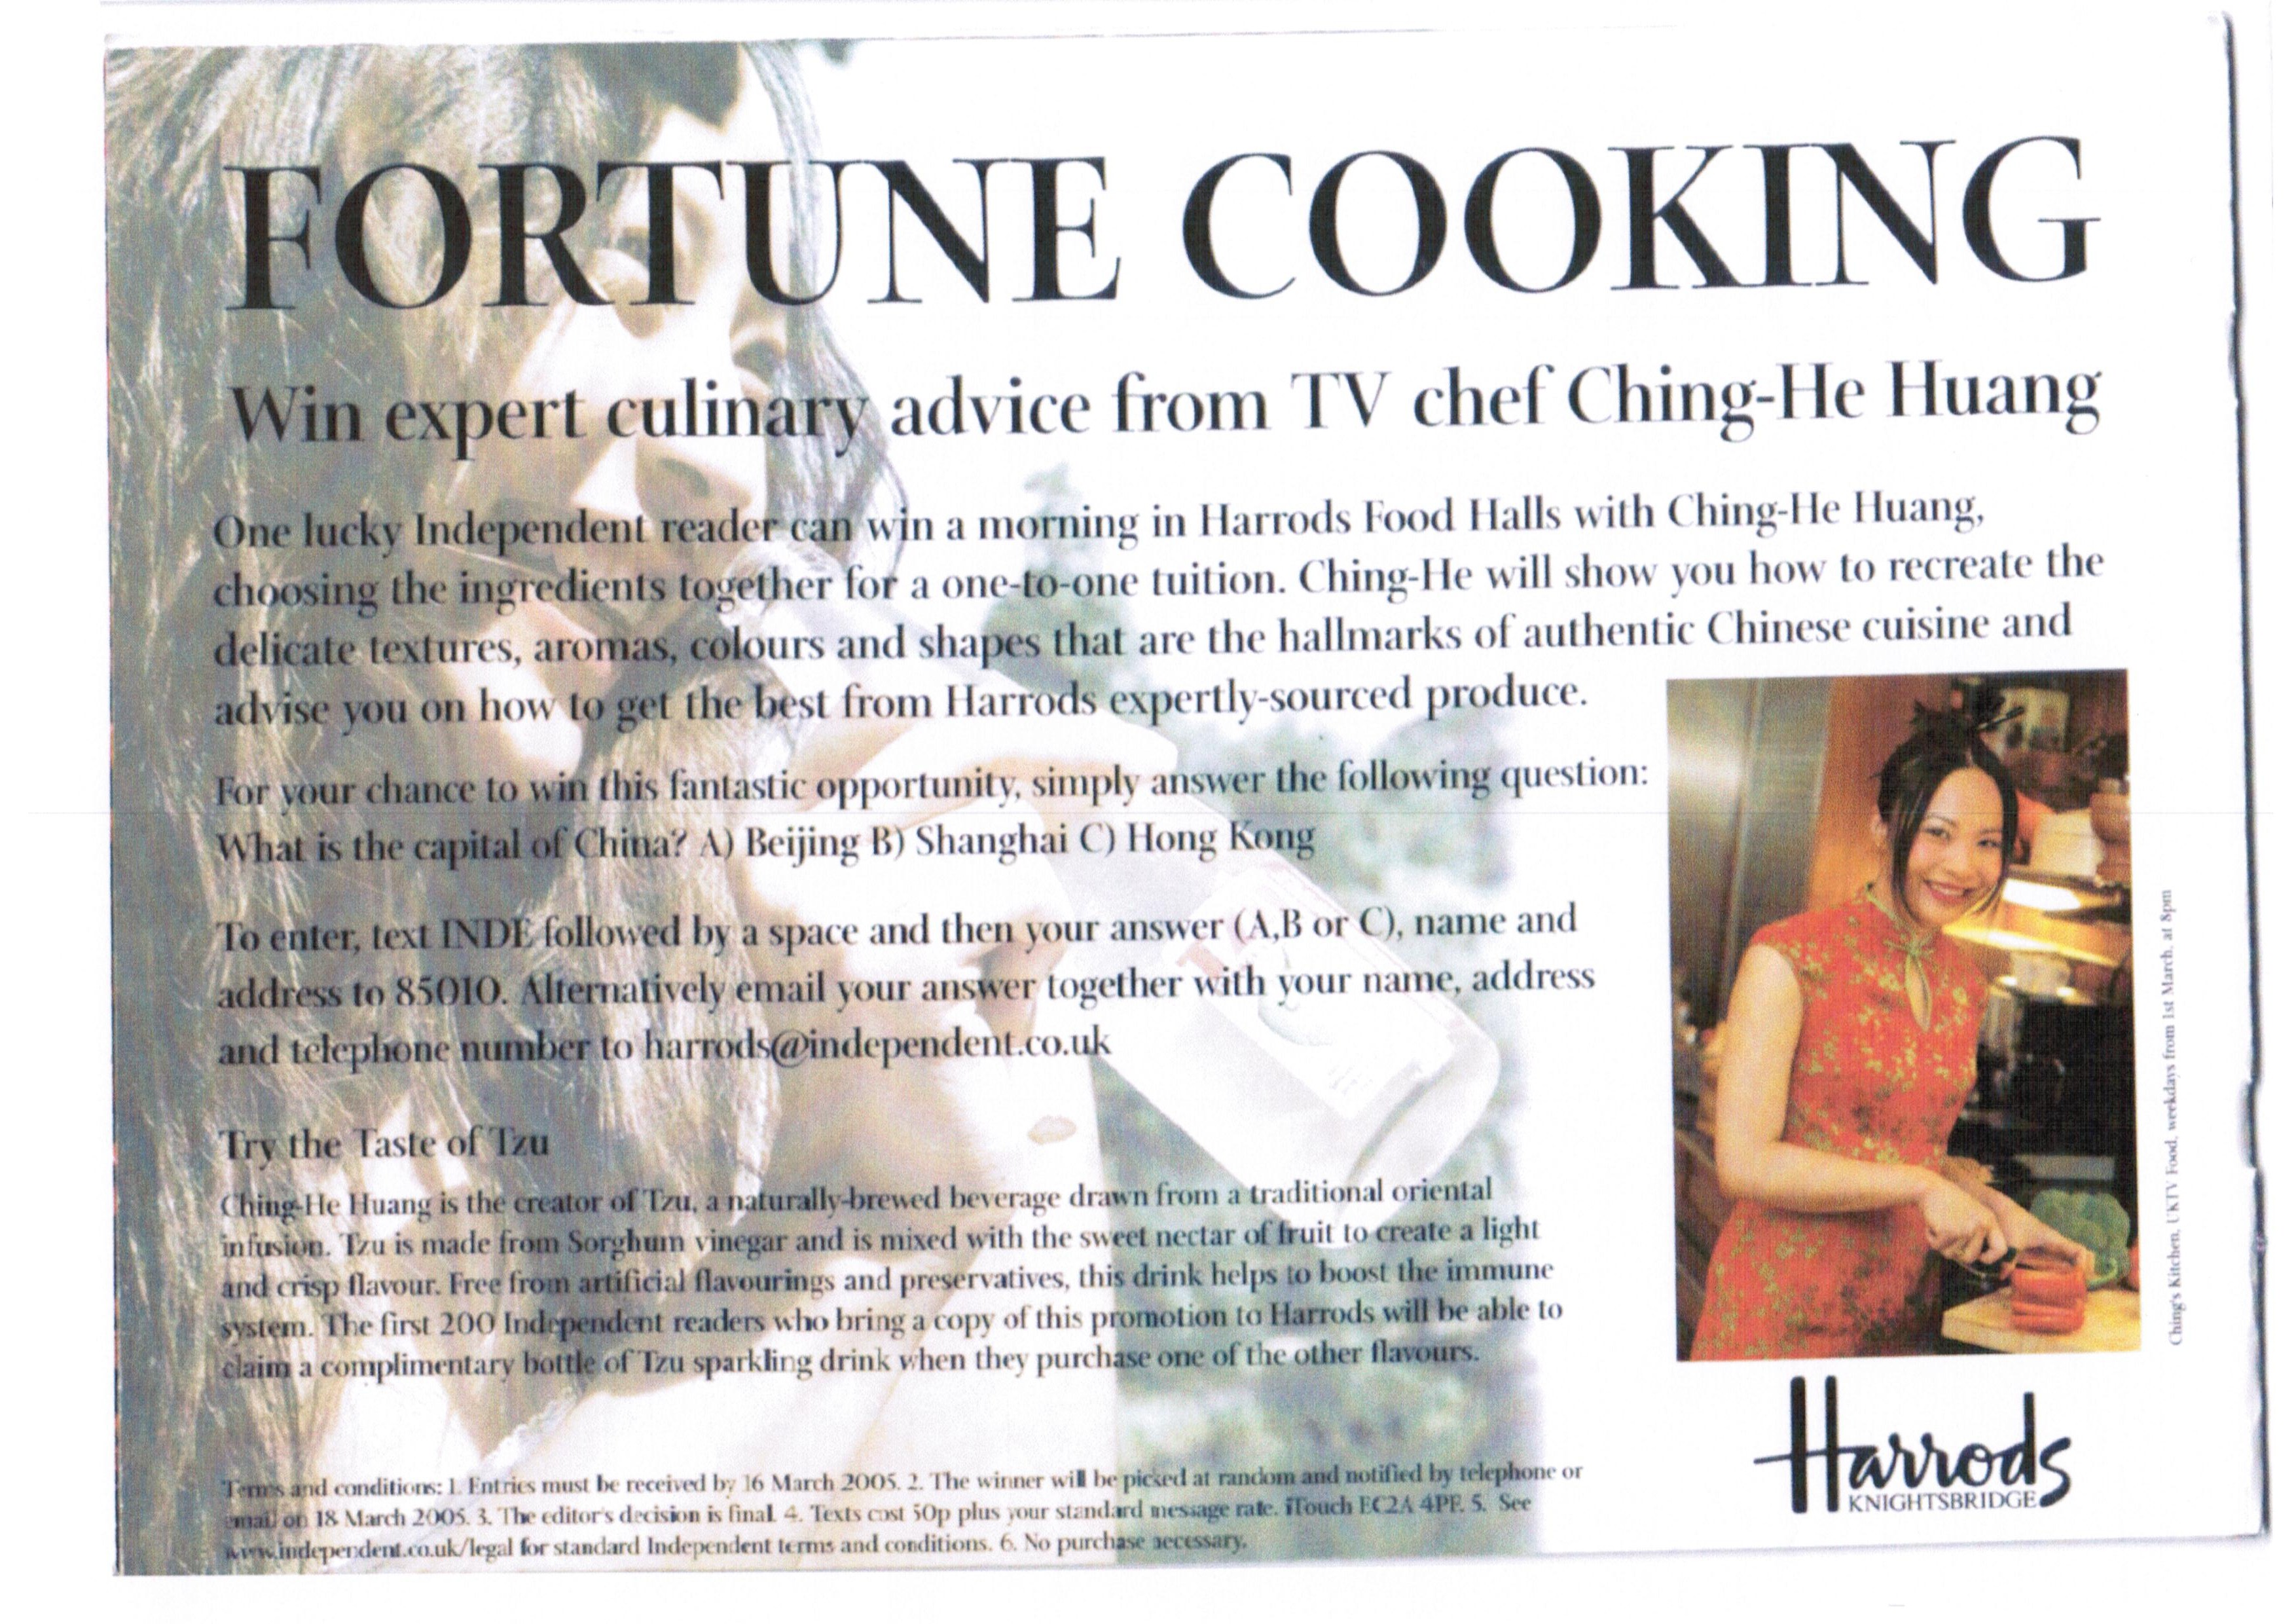 FORTUNE COOKING
Win expert culinary advice from TV chef Ching-He Huang
One lucky Independent reader can win a morning in Harrods Food Halls with Ching-He Huang,
choosing the ingredients together for a one-to-one tuition. Ching-He will show you how to recreate the
delicate textures, aromas, colours and shapes that are the hallmarks of authentic Chinese cuisine and
advise you on how to get the best from Harrods expertly-sourced produce.
For your chance to win this fantastic opportunity, simply answer the following question:
What is the capital of China? A) Beijing B) Shanghai C) Hong Kong
To enter, text INDE followed by a space and then your answer (A,B or C), name and
address to 85010. Alternatively email your answer together with your name, address
and telephone number to harrods@independent.co.uk
Try the Taste of Tzu
Ching-He Huang is the creator of Tzu, a naturally-brewed beverage drawn from a traditional oriental
infusion. Tzu is made from Sorghum vinegar and is mixed with the sweet nectar of fruit to create a light
and crisp flavour. Free from artificial flavourings and preservatives, this drink helps to boost the immune
system. The first 200 Independent readers who bring a copy of this promotion to Harrods will be able to
claim a complimentary bottle of Tzu sparkling drink when they purchase one of the other flavours.
Terms and conditions: 1. Entries must be received by 16 March 2005. 2. The winner will be picked at random and notified by telephone or
email on 18 March 2005. 3. The editor's decision is final. 4. Texts cost 50p plus your standard message rate. iTouch EC2A 4PF. 5. See
www.independent.co.uk/legal for standard Independent terms and conditions. 6. No purchase necessary.
Ching's Kitchen, UKTV Food, weekdays from 1st March, at 8pm
Harrods
KNIGHTSBRIDGE